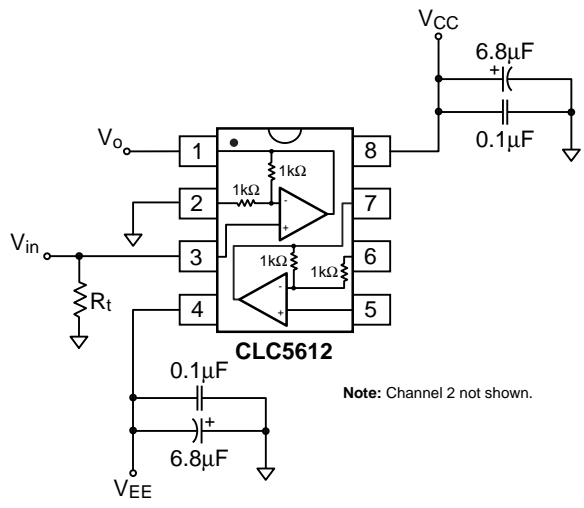 VCC
6.8µF
+
0.1µF
Vo
1
8
1kΩ
1kΩ
2
7
-
+
Vin
3
6
1kΩ
1kΩ
Rt
4
5
-
+
CLC5612
0.1µF
Note: Channel 2 not shown.
+
6.8µF
VEE